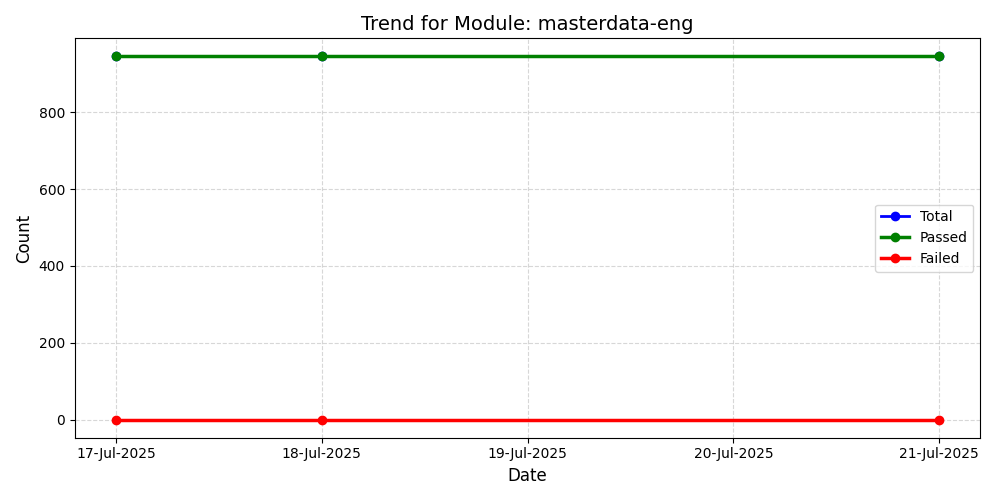 Trend for Module: masterdata-eng
800
600
400
200
0
Count
Total
Passed
Failed
17-Jul-2025
18-Jul-2025
19-Jul-2025
20-Jul-2025
21-Jul-2025
Date